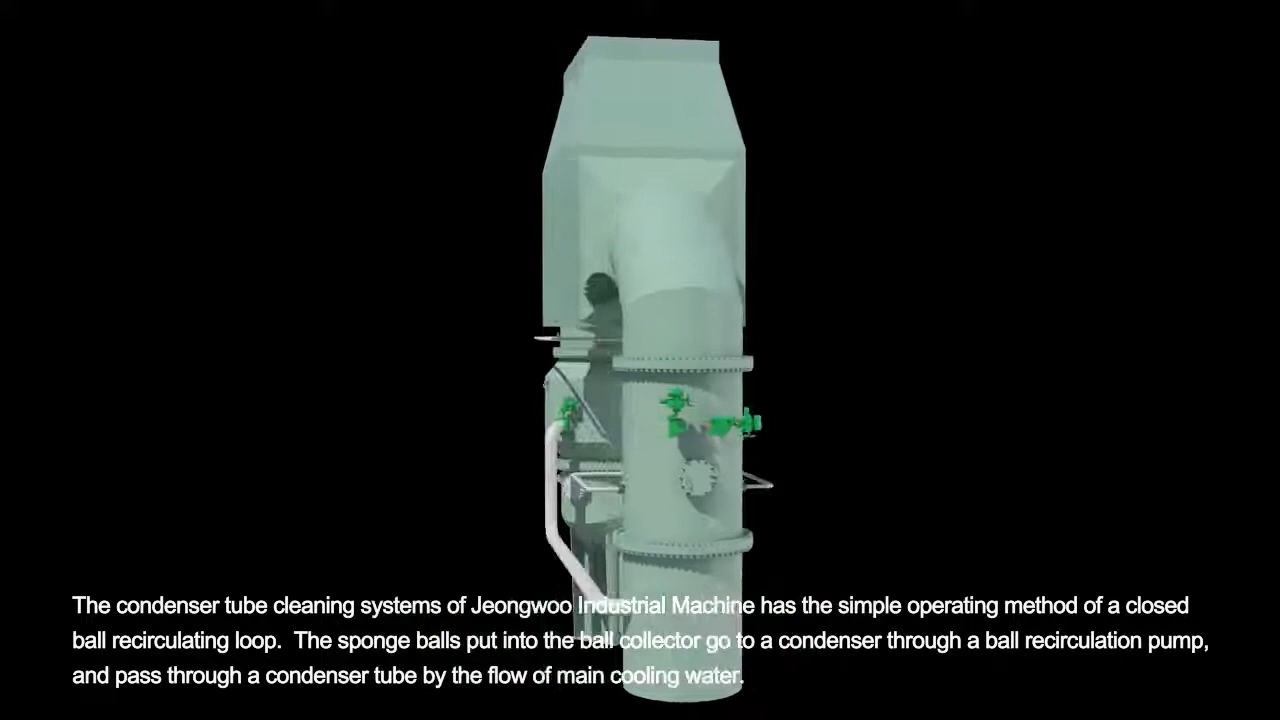 The condenser tube cleaning systems of Jeongwoo Industrial Machine has the simple operating method of a closed
ball recirculating loop.  The sponge balls put into the ball collector go to a condenser through a ball recirculation pump,
and pass through a condenser tube by the flow of main cooling water.